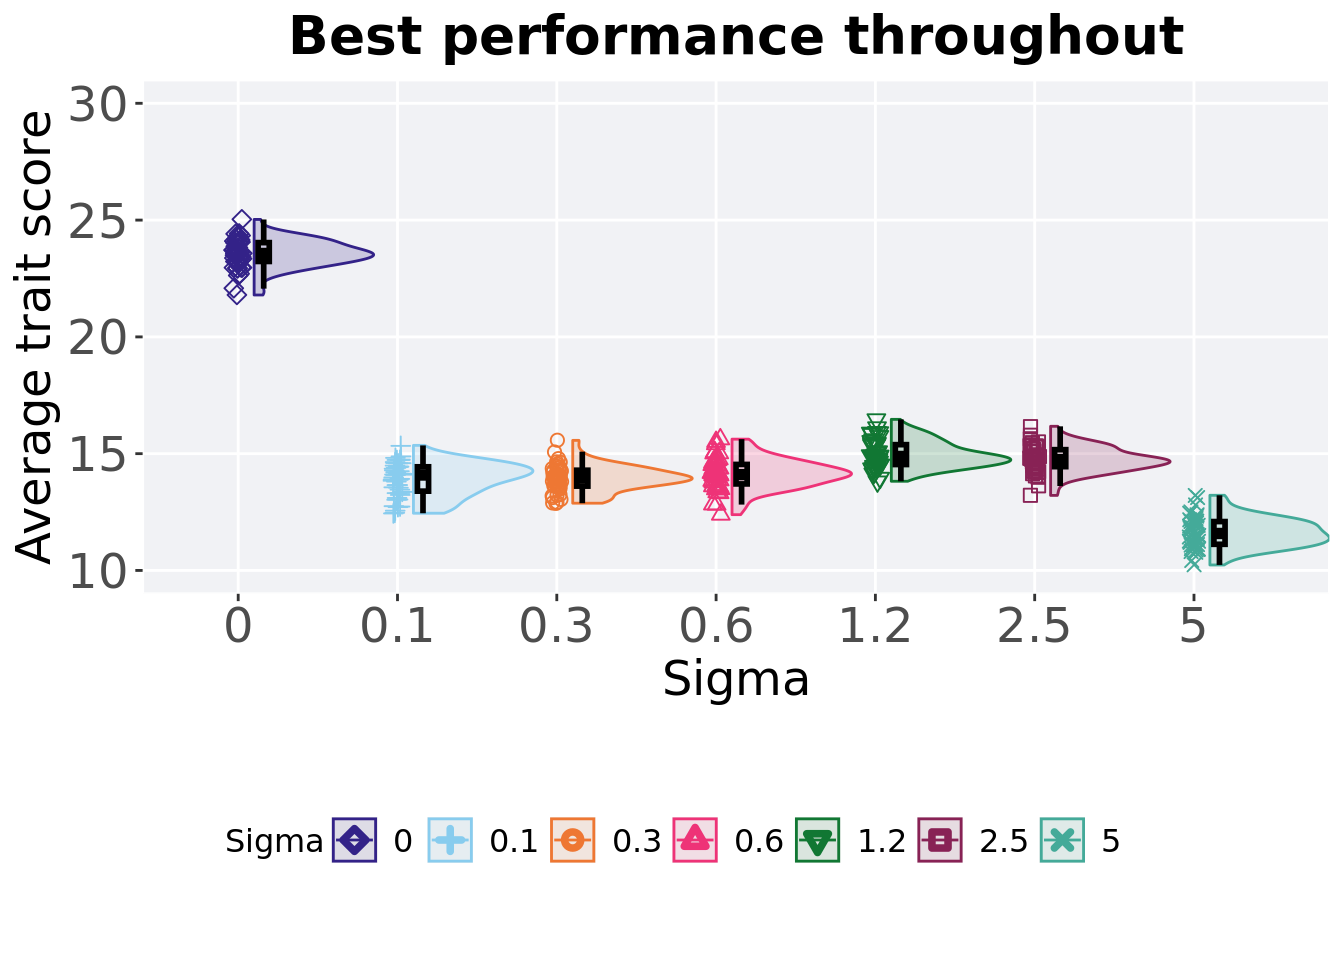 Best performance throughout
Average trait score
30
25
20
15
10
0 0.1 0.3 0.6 1.2 2.5 5
Sigma
Sigma 0 0.1 0.3 0.6 1.2 2.5 5